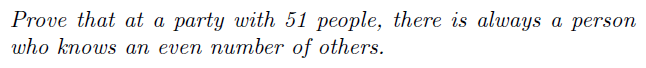 Prove that at a party with 51 people, there is always a person
who knows an even number of others.